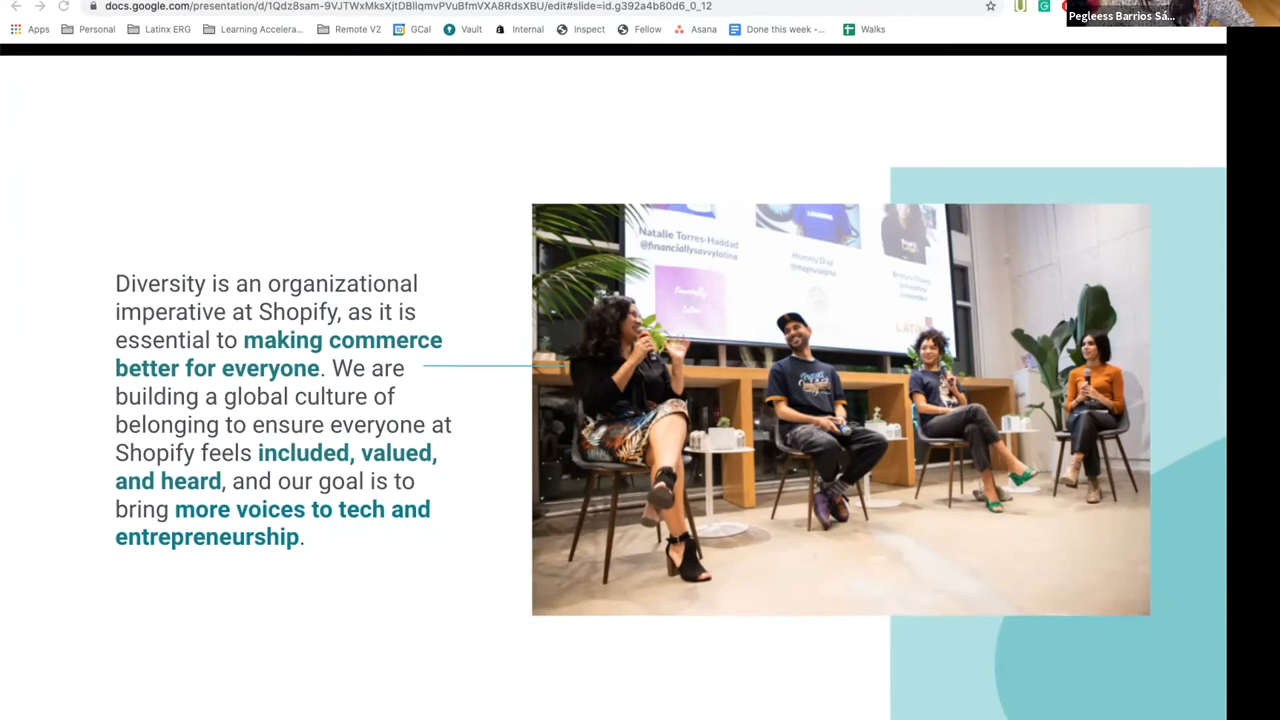 docs.google.com/presentation/d/1Qdz8sam-9VJTWxMksXjtDBllqmvPVuBfmVXA8RdsXBU/edit#slide=id.g392a4b80d6_0_12
Pegleess Barrios Sá...
Apps Personal Latinx ERG Learning Accelera... Remote V2 GCal Vault Internal Inspect Fellow Asana Done this week -... Walks
Diversity is an organizational
imperative at Shopify, as it is
essential to making commerce
better for everyone. We are
building a global culture of
belonging to ensure everyone at
Shopify feels included, valued,
and heard, and our goal is to
bring more voices to tech and
entrepreneurship.
Natalie Torres-Haddad
@financiallysavvylatina